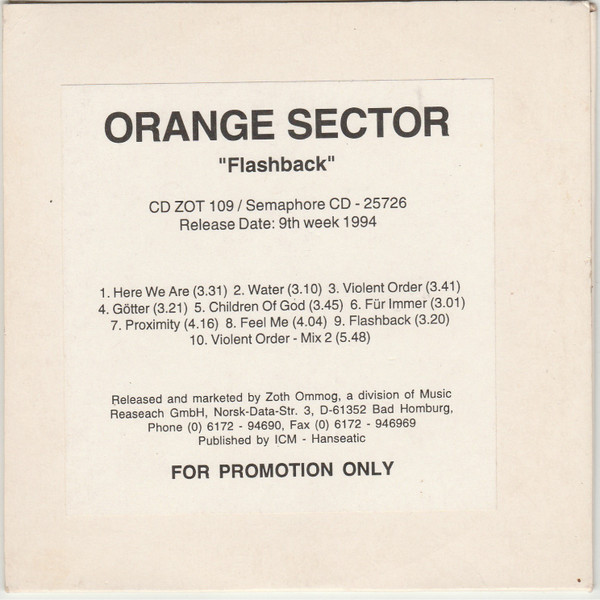 ORANGE SECTOR
"Flashback"
CD ZOT 109 / Semaphore CD - 25726
Release Date: 9th week 1994
1. Here We Are (3.31) 2. Water (3.10) 3. Violent Order (3.41)
4. Götter (3.21) 5. Children Of God (3.45) 6. Für Immer (3.01)
7. Proximity (4.16) 8. Feel Me (4.04) 9. Flashback (3.20)
10. Violent Order - Mix 2 (5.48)
Released and marketed by Zoth Ommog, a division of Music
Reaseach GmbH, Norsk-Data-Str. 3, D-61352 Bad Homburg,
Phone (0) 6172 - 94690, Fax (0) 6172 - 946969
Published by ICM - Hanseatic
FOR PROMOTION ONLY